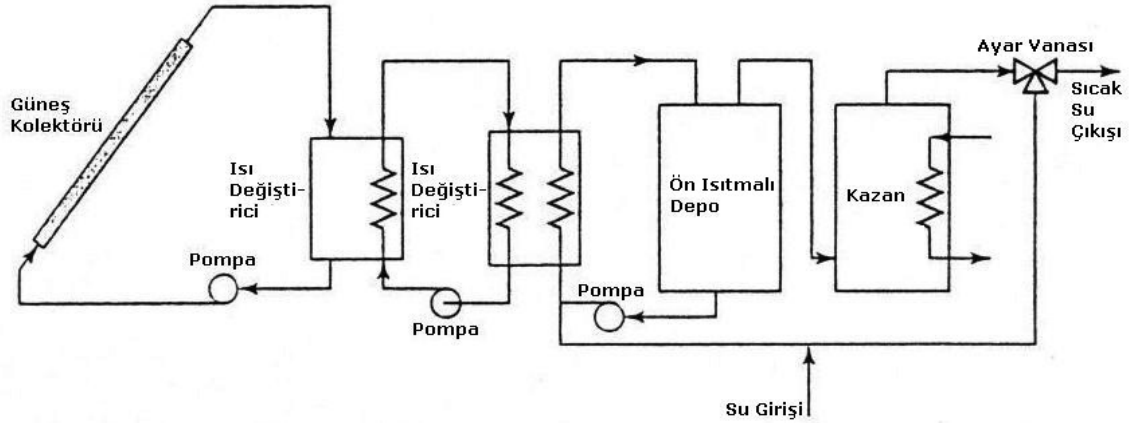 Ayar Vanası
Güneş
Kolektörü
Sıcak
Su
Çıkışı
Isı
Değişti-
rici
Isı
Değişti-
rici
Ön Isıtmalı
Depo
Kazan
Pompa
Pompa
Pompa
Su Girişi